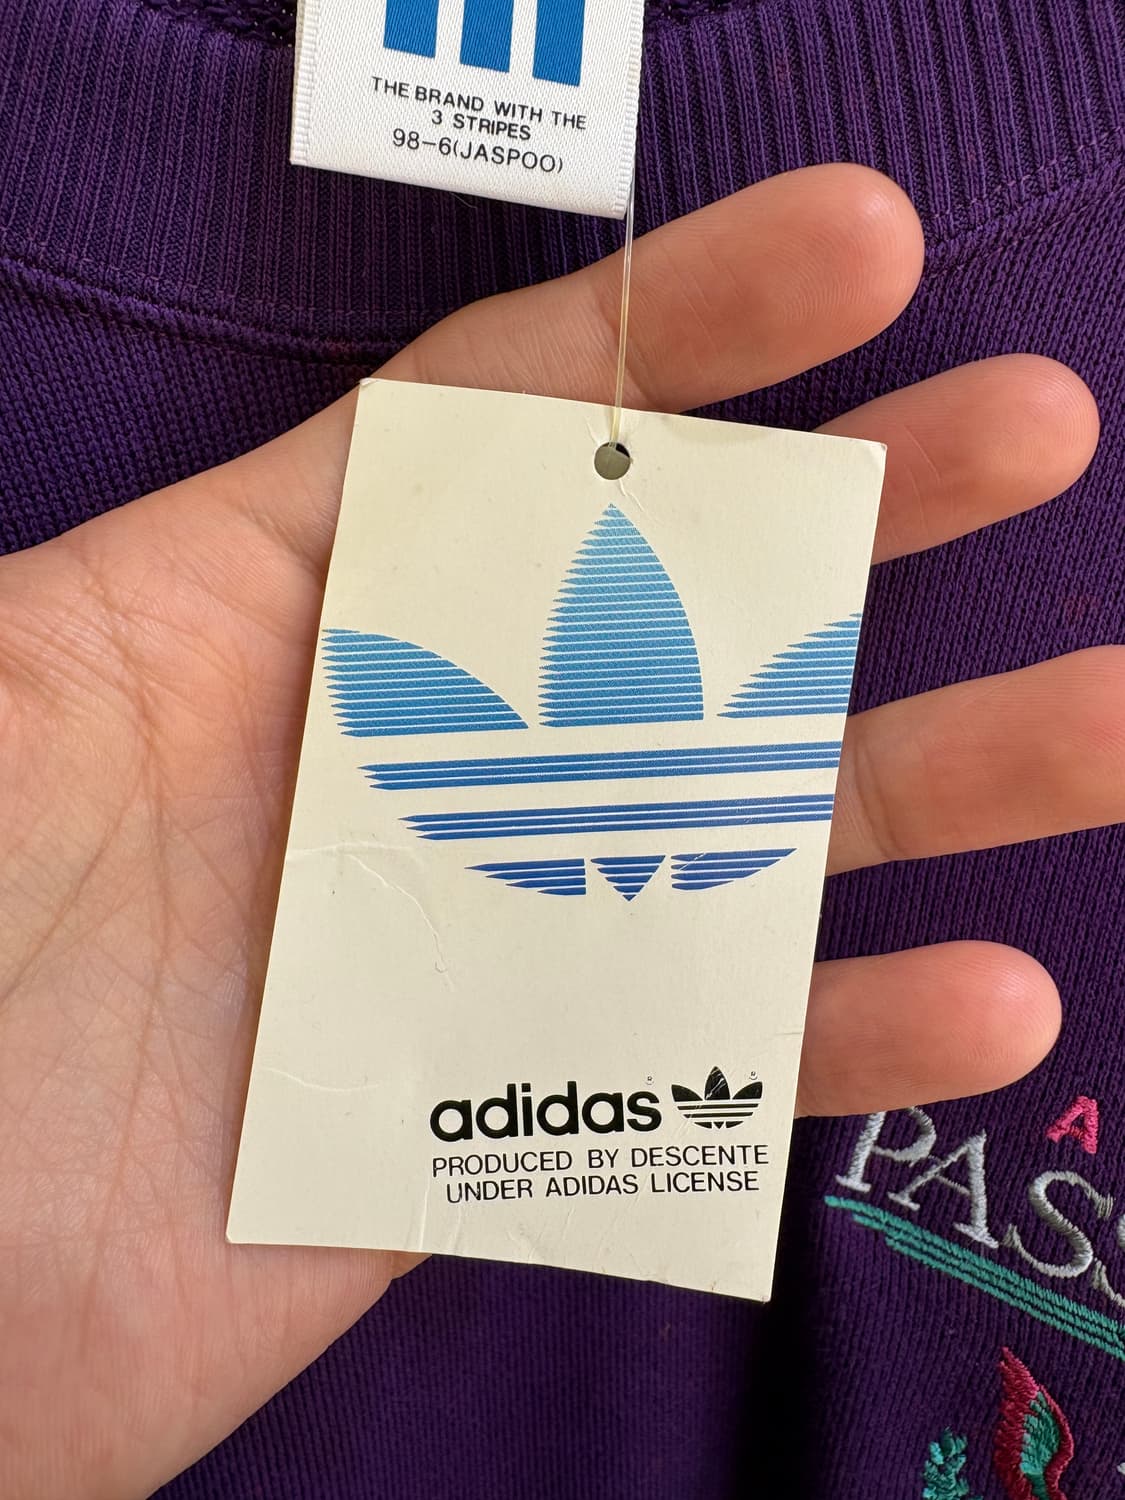 THE BRAND WITH THE
3 STRIPES
98-6(JASPOO)
adidas
PRODUCED BY DESCENTE
UNDER ADIDAS LICENSE
A